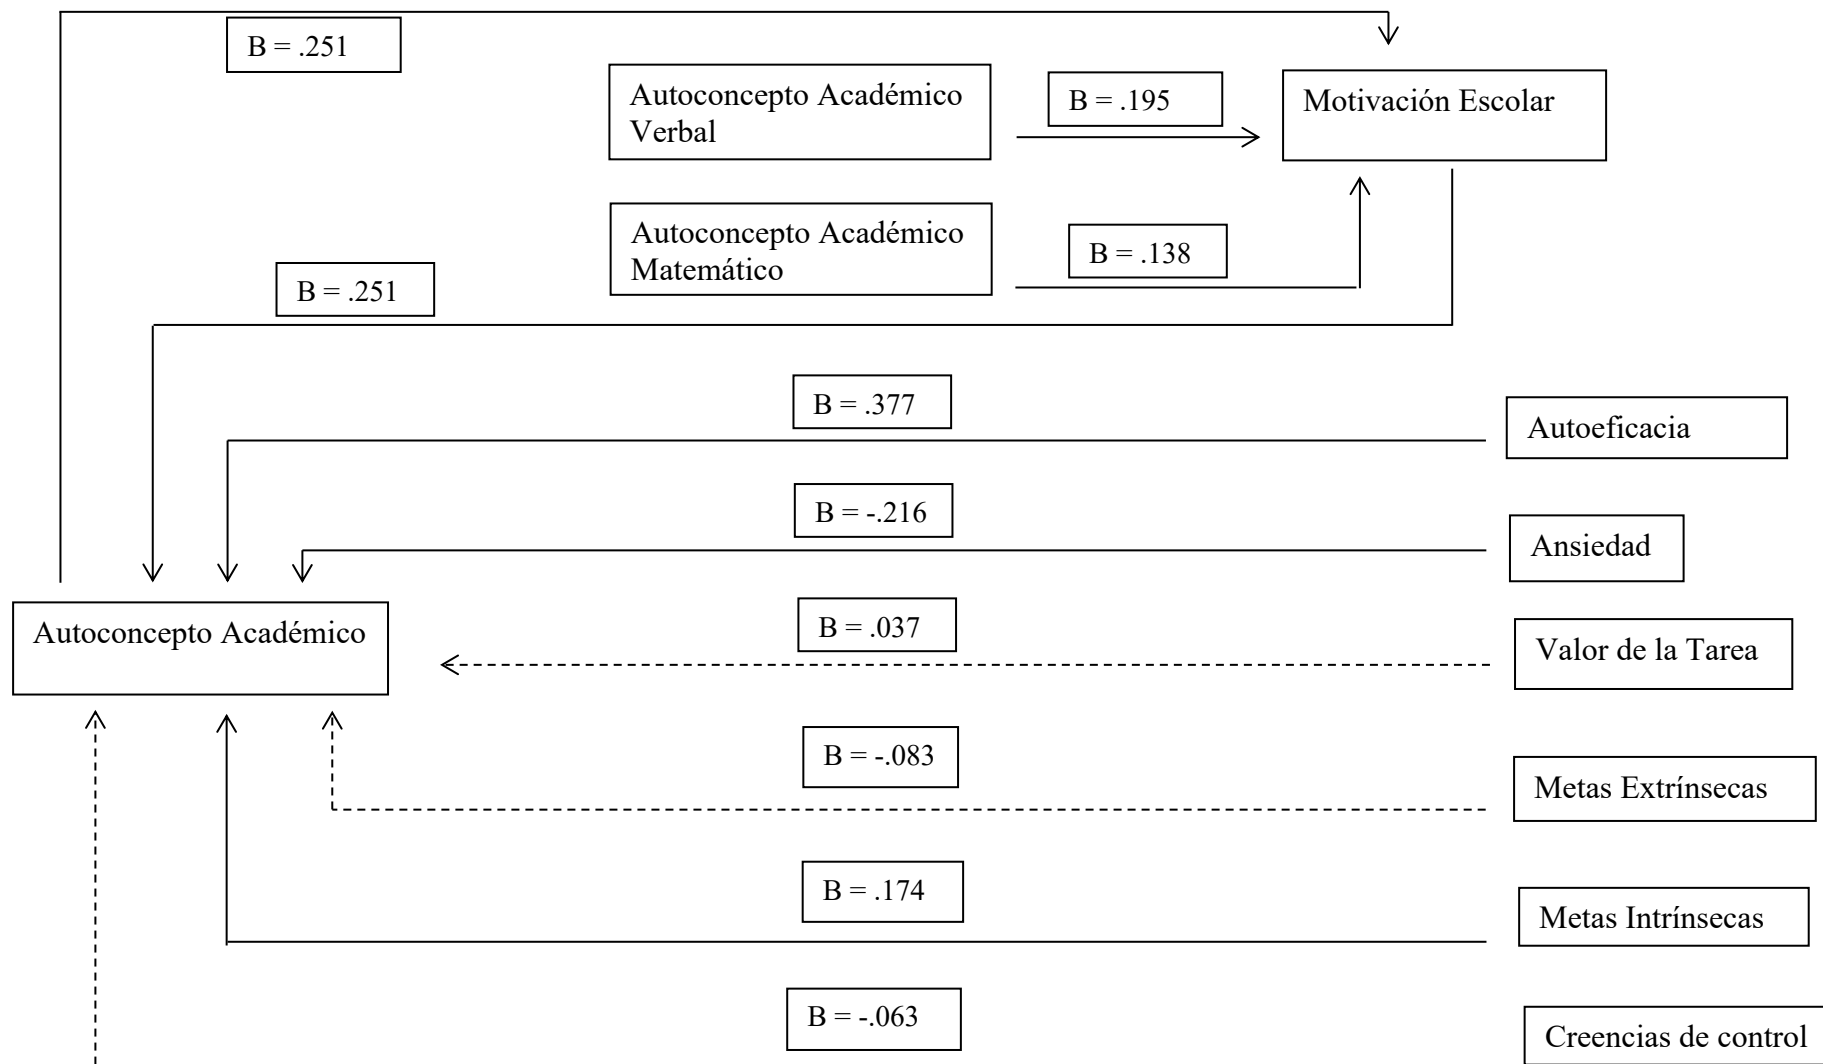 B = .251
Autoconcepto Académico
Verbal
B = .195
Motivación Escolar
Autoconcepto Académico
Matemático
B = .138
B = .251
B = .377
Autoeficacia
B = -.216
Ansiedad
Autoconcepto Académico
B = .037
Valor de la Tarea
B = -.083
Metas Extrínsecas
B = .174
Metas Intrínsecas
B = -.063
Creencias de control